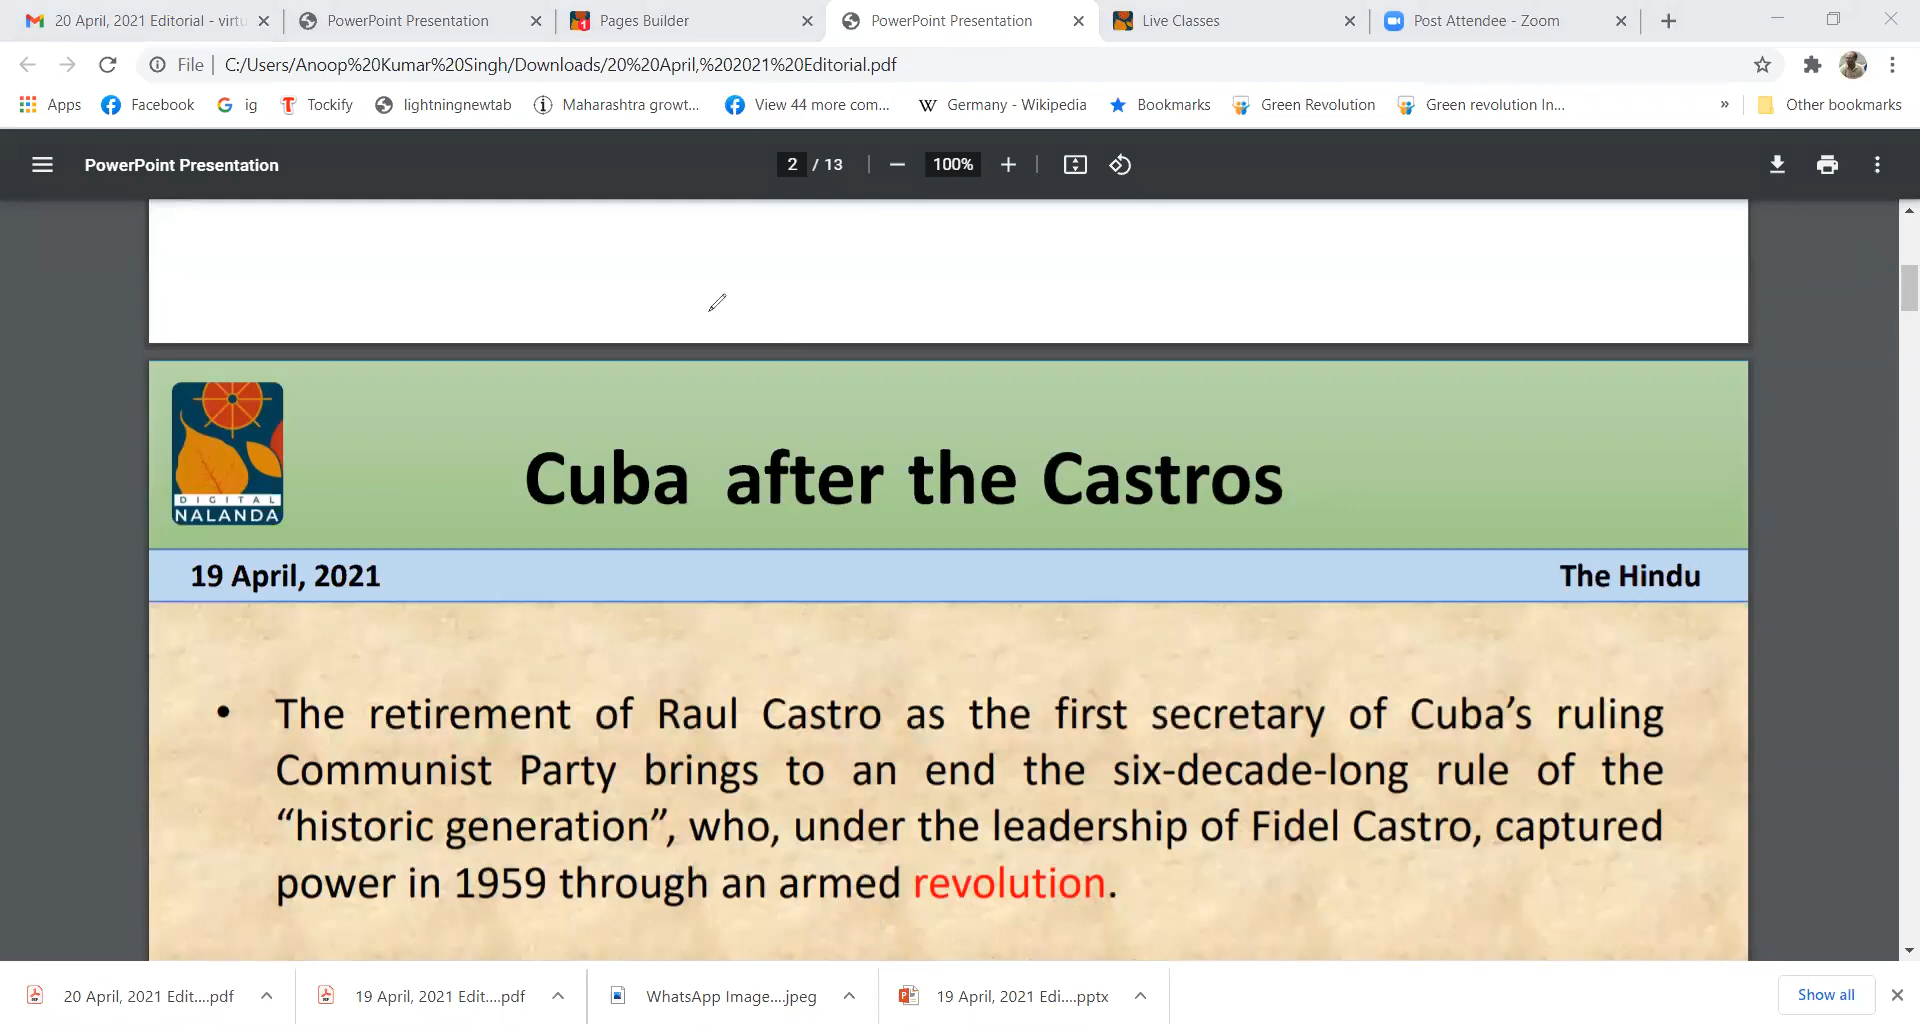 20 April, 2021 Editorial - virtu
PowerPoint Presentation
Pages Builder
PowerPoint Presentation
Live Classes
Post Attendee - Zoom
File
C:/Users/Anoop%20Kumar%20Singh/Downloads/20%20April,%202021%20Editorial.pdf
Apps
Facebook
ig
Tockify
lightningnewtab
Maharashtra growt...
View 44 more com...
Germany - Wikipedia
Bookmarks
Green Revolution
Green revolution In...
»
Other bookmarks
PowerPoint Presentation
2 / 13
100%
DIGITAL
NALANDA
Cuba after the Castros
19 April, 2021
The Hindu
• The retirement of Raul Castro as the first secretary of Cuba’s ruling
Communist Party brings to an end the six-decade-long rule of the
“historic generation”, who, under the leadership of Fidel Castro, captured
power in 1959 through an armed revolution.
20 April, 2021 Edit....pdf
19 April, 2021 Edit....pdf
WhatsApp Image....jpeg
19 April, 2021 Edi....pptx
Show all